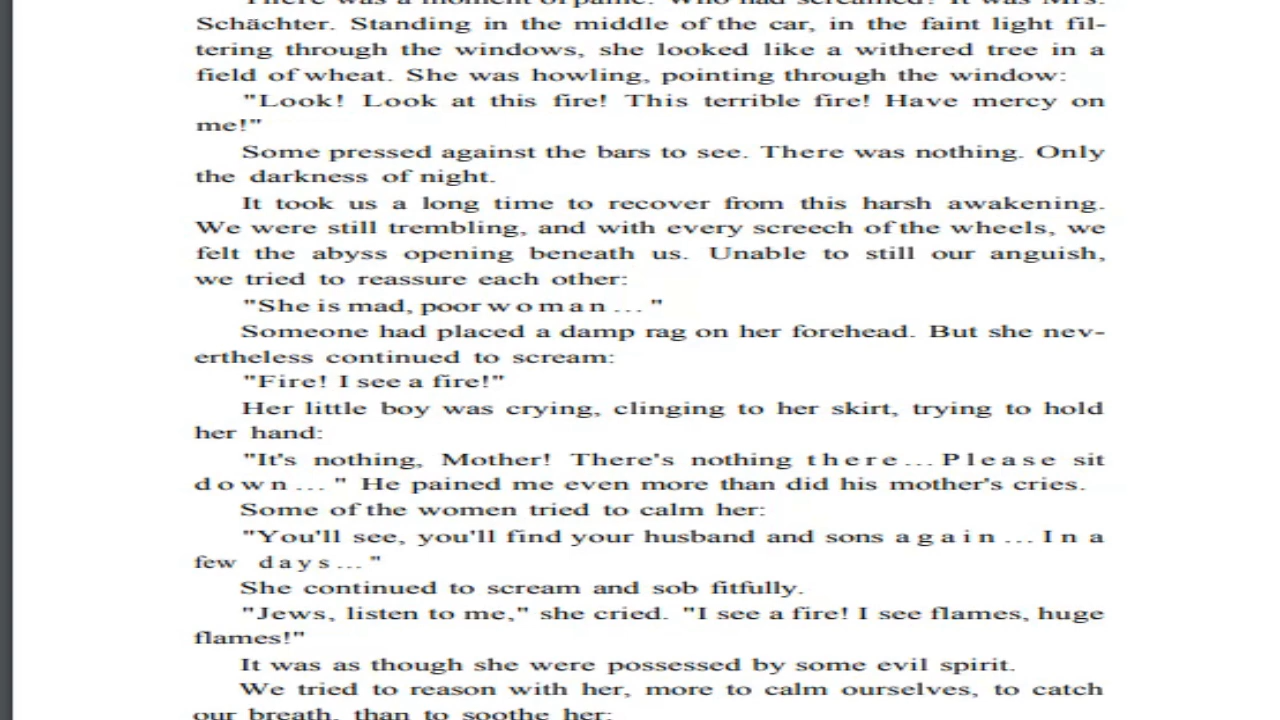 There was a moment of panic. Who had screamed? It was Mrs.
Schächter. Standing in the middle of the car, in the faint light fil-
tering through the windows, she looked like a withered tree in a
field of wheat. She was howling, pointing through the window:
"Look! Look at this fire! This terrible fire! Have mercy on
me!"
Some pressed against the bars to see. There was nothing. Only
the darkness of night.
It took us a long time to recover from this harsh awakening.
We were still trembling, and with every screech of the wheels, we
felt the abyss opening beneath us. Unable to still our anguish,
we tried to reassure each other:
"She is mad, poor woman..."
Someone had placed a damp rag on her forehead. But she nev-
ertheless continued to scream:
"Fire! I see a fire!"
Her little boy was crying, clinging to her skirt, trying to hold
her hand:
"It's nothing, Mother! There's nothing there...Please sit
down..." He pained me even more than did his mother's cries.
Some of the women tried to calm her:
"You'll see, you'll find your husband and sons again...In a
few days..."
She continued to scream and sob fitfully.
"Jews, listen to me," she cried. "I see a fire! I see flames, huge
flames!"
It was as though she were possessed by some evil spirit.
We tried to reason with her, more to calm ourselves, to catch
our breath, than to soothe her: